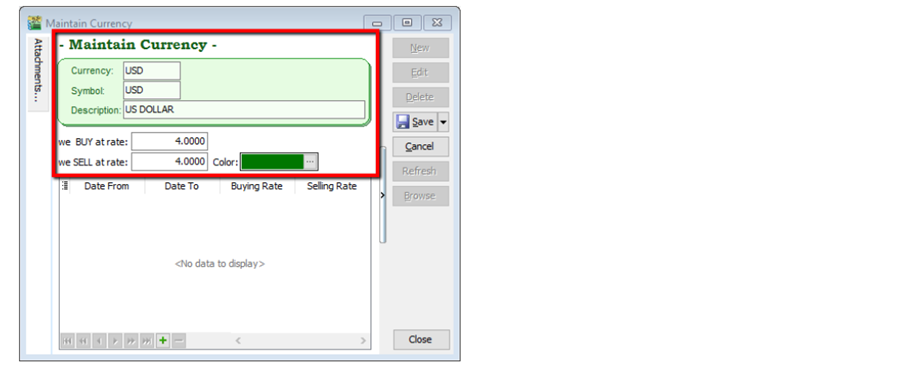 Maintain Currency
Attachments...
- Maintain Currency -
Currency: USD
Symbol: USD
Description: US DOLLAR
we BUY at rate: 4.0000
we SELL at rate: 4.0000 Color: ...
Date From Date To Buying Rate Selling Rate
<No data to display>
New
Edit
Delete
Save
Cancel
Refresh
Browse
Close